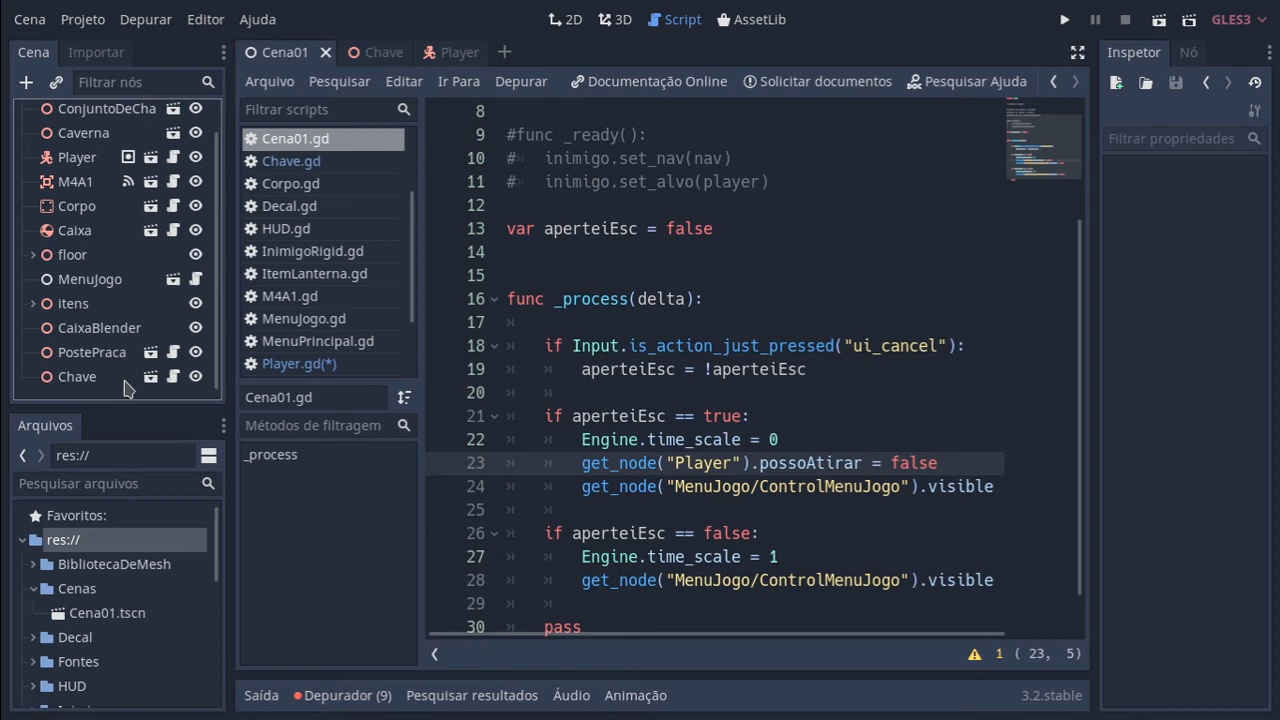 Cena Projeto Depurar Editor Ajuda 2D 3D Script AssetLib GLES3
Cena Importar
Filtrar nós
ConjuntoDeCha
Caverna
Player
M4A1
Corpo
Caixa
floor
MenuJogo
itens
CaixaBlender
PostePraca
Chave
Arquivos
res://
Pesquisar arquivos
Favoritos:
res://
BibliotecaDeMesh
Cenas
Cena01.tscn
Decal
Fontes
HUD
Cena01 Chave Player
Arquivo Pesquisar Editar Ir Para Depurar Documentação Online Solicitar documentos Pesquisar Ajuda
Filtrar scripts
Cena01.gd
Chave.gd
Corpo.gd
Decal.gd
HUD.gd
InimigoRigid.gd
ItemLanterna.gd
M4A1.gd
MenuJogo.gd
MenuPrincipal.gd
Player.gd(*)
Cena01.gd
Métodos de filtragem
_process
8
9 #func _ready():
10 # inimigo.set_nav(nav)
11 # inimigo.set_alvo(player)
12
13 var aperteiEsc = false
14
15
16 func _process(delta):
17
18 if Input.is_action_just_pressed("ui_cancel"):
19 aperteiEsc = !aperteiEsc
20
21 if aperteiEsc == true:
22 Engine.time_scale = 0
23 get_node("Player").possoAtirar = false
24 get_node("MenuJogo/ControlMenuJogo").visible
25
26 if aperteiEsc == false:
27 Engine.time_scale = 1
28 get_node("MenuJogo/ControlMenuJogo").visible
29
30 pass
1 ( 23, 5)
Saída Depurador (9) Pesquisar resultados Áudio Animação 3.2.stable
Inspetor Nó
Filtrar propriedades